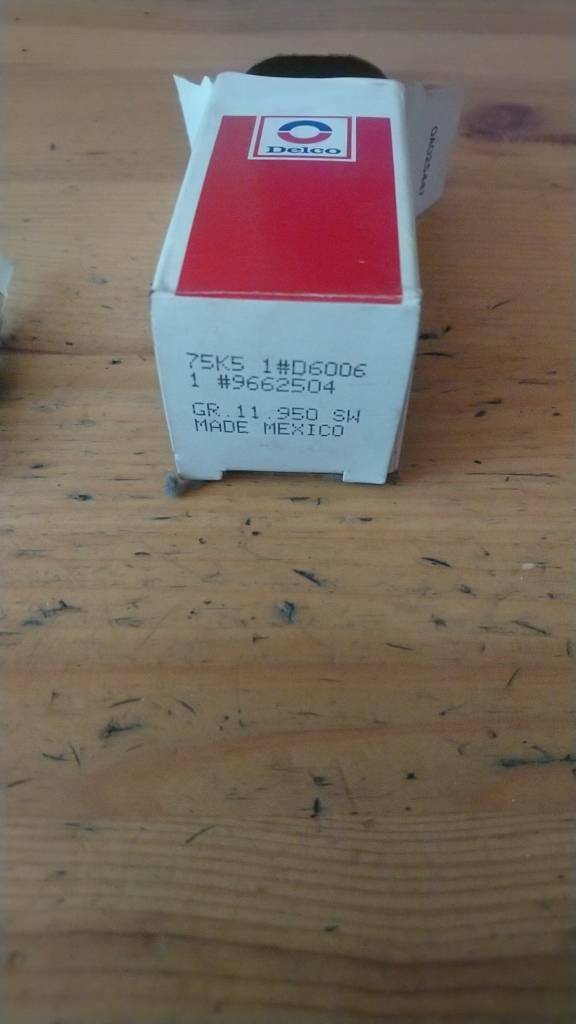 Delco
75K5 1#D6006
1 #9662504
GR.11.950 SW
MADE MEXICO